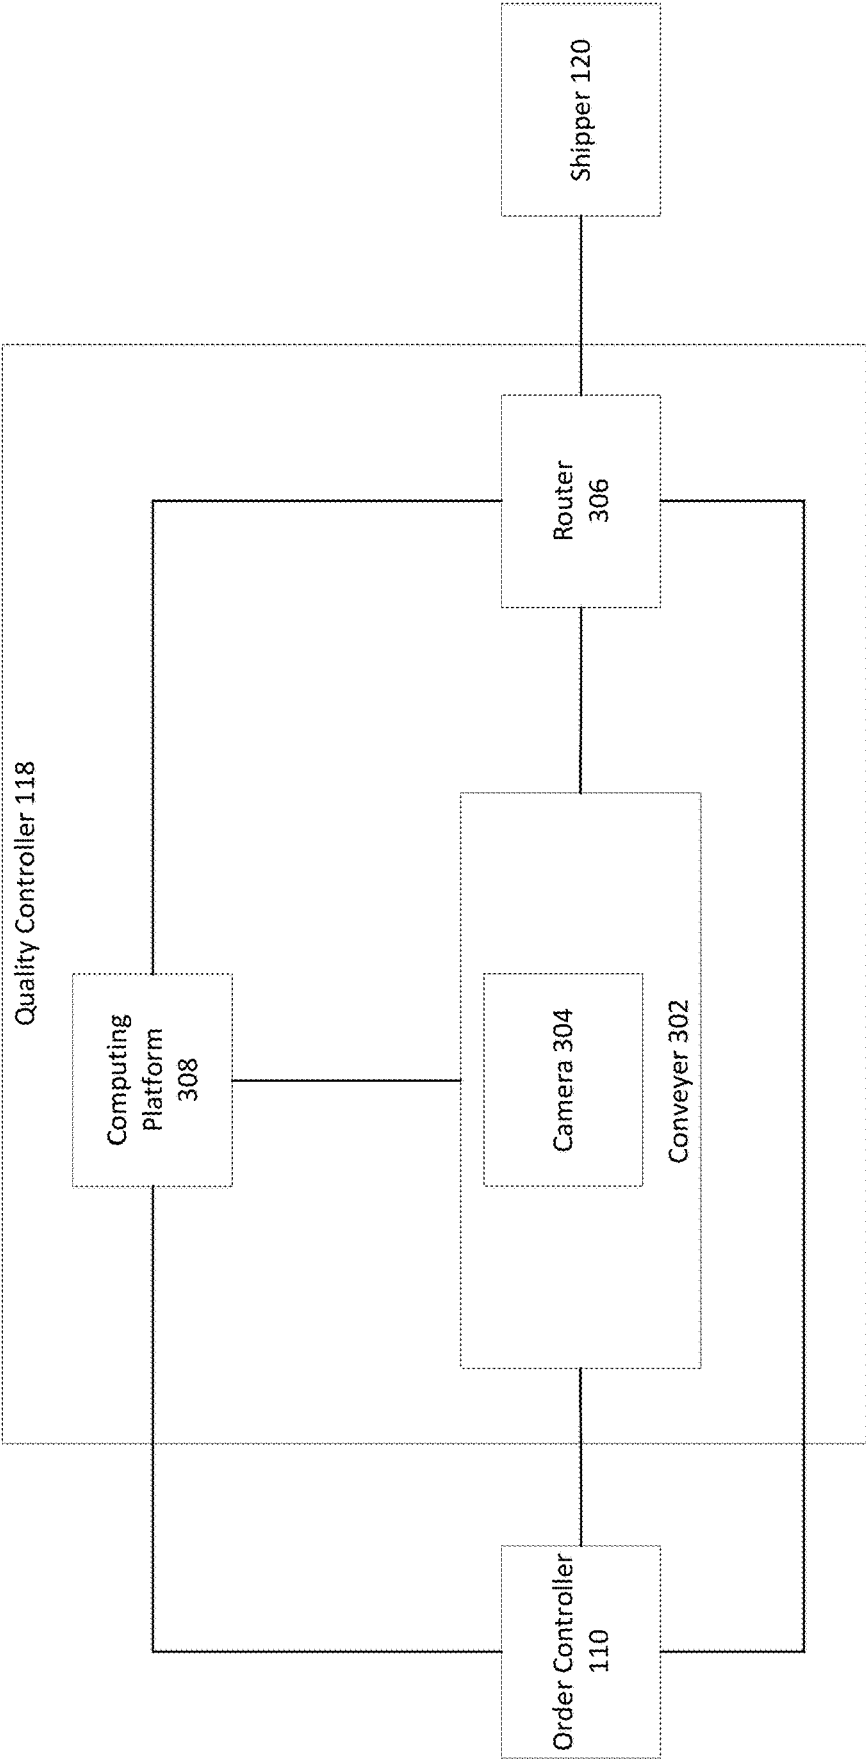 Quality Controller 118
Computing
Platform
308
Order Controller
110
Camera 304
Conveyer 302
Router
306
Shipper 120